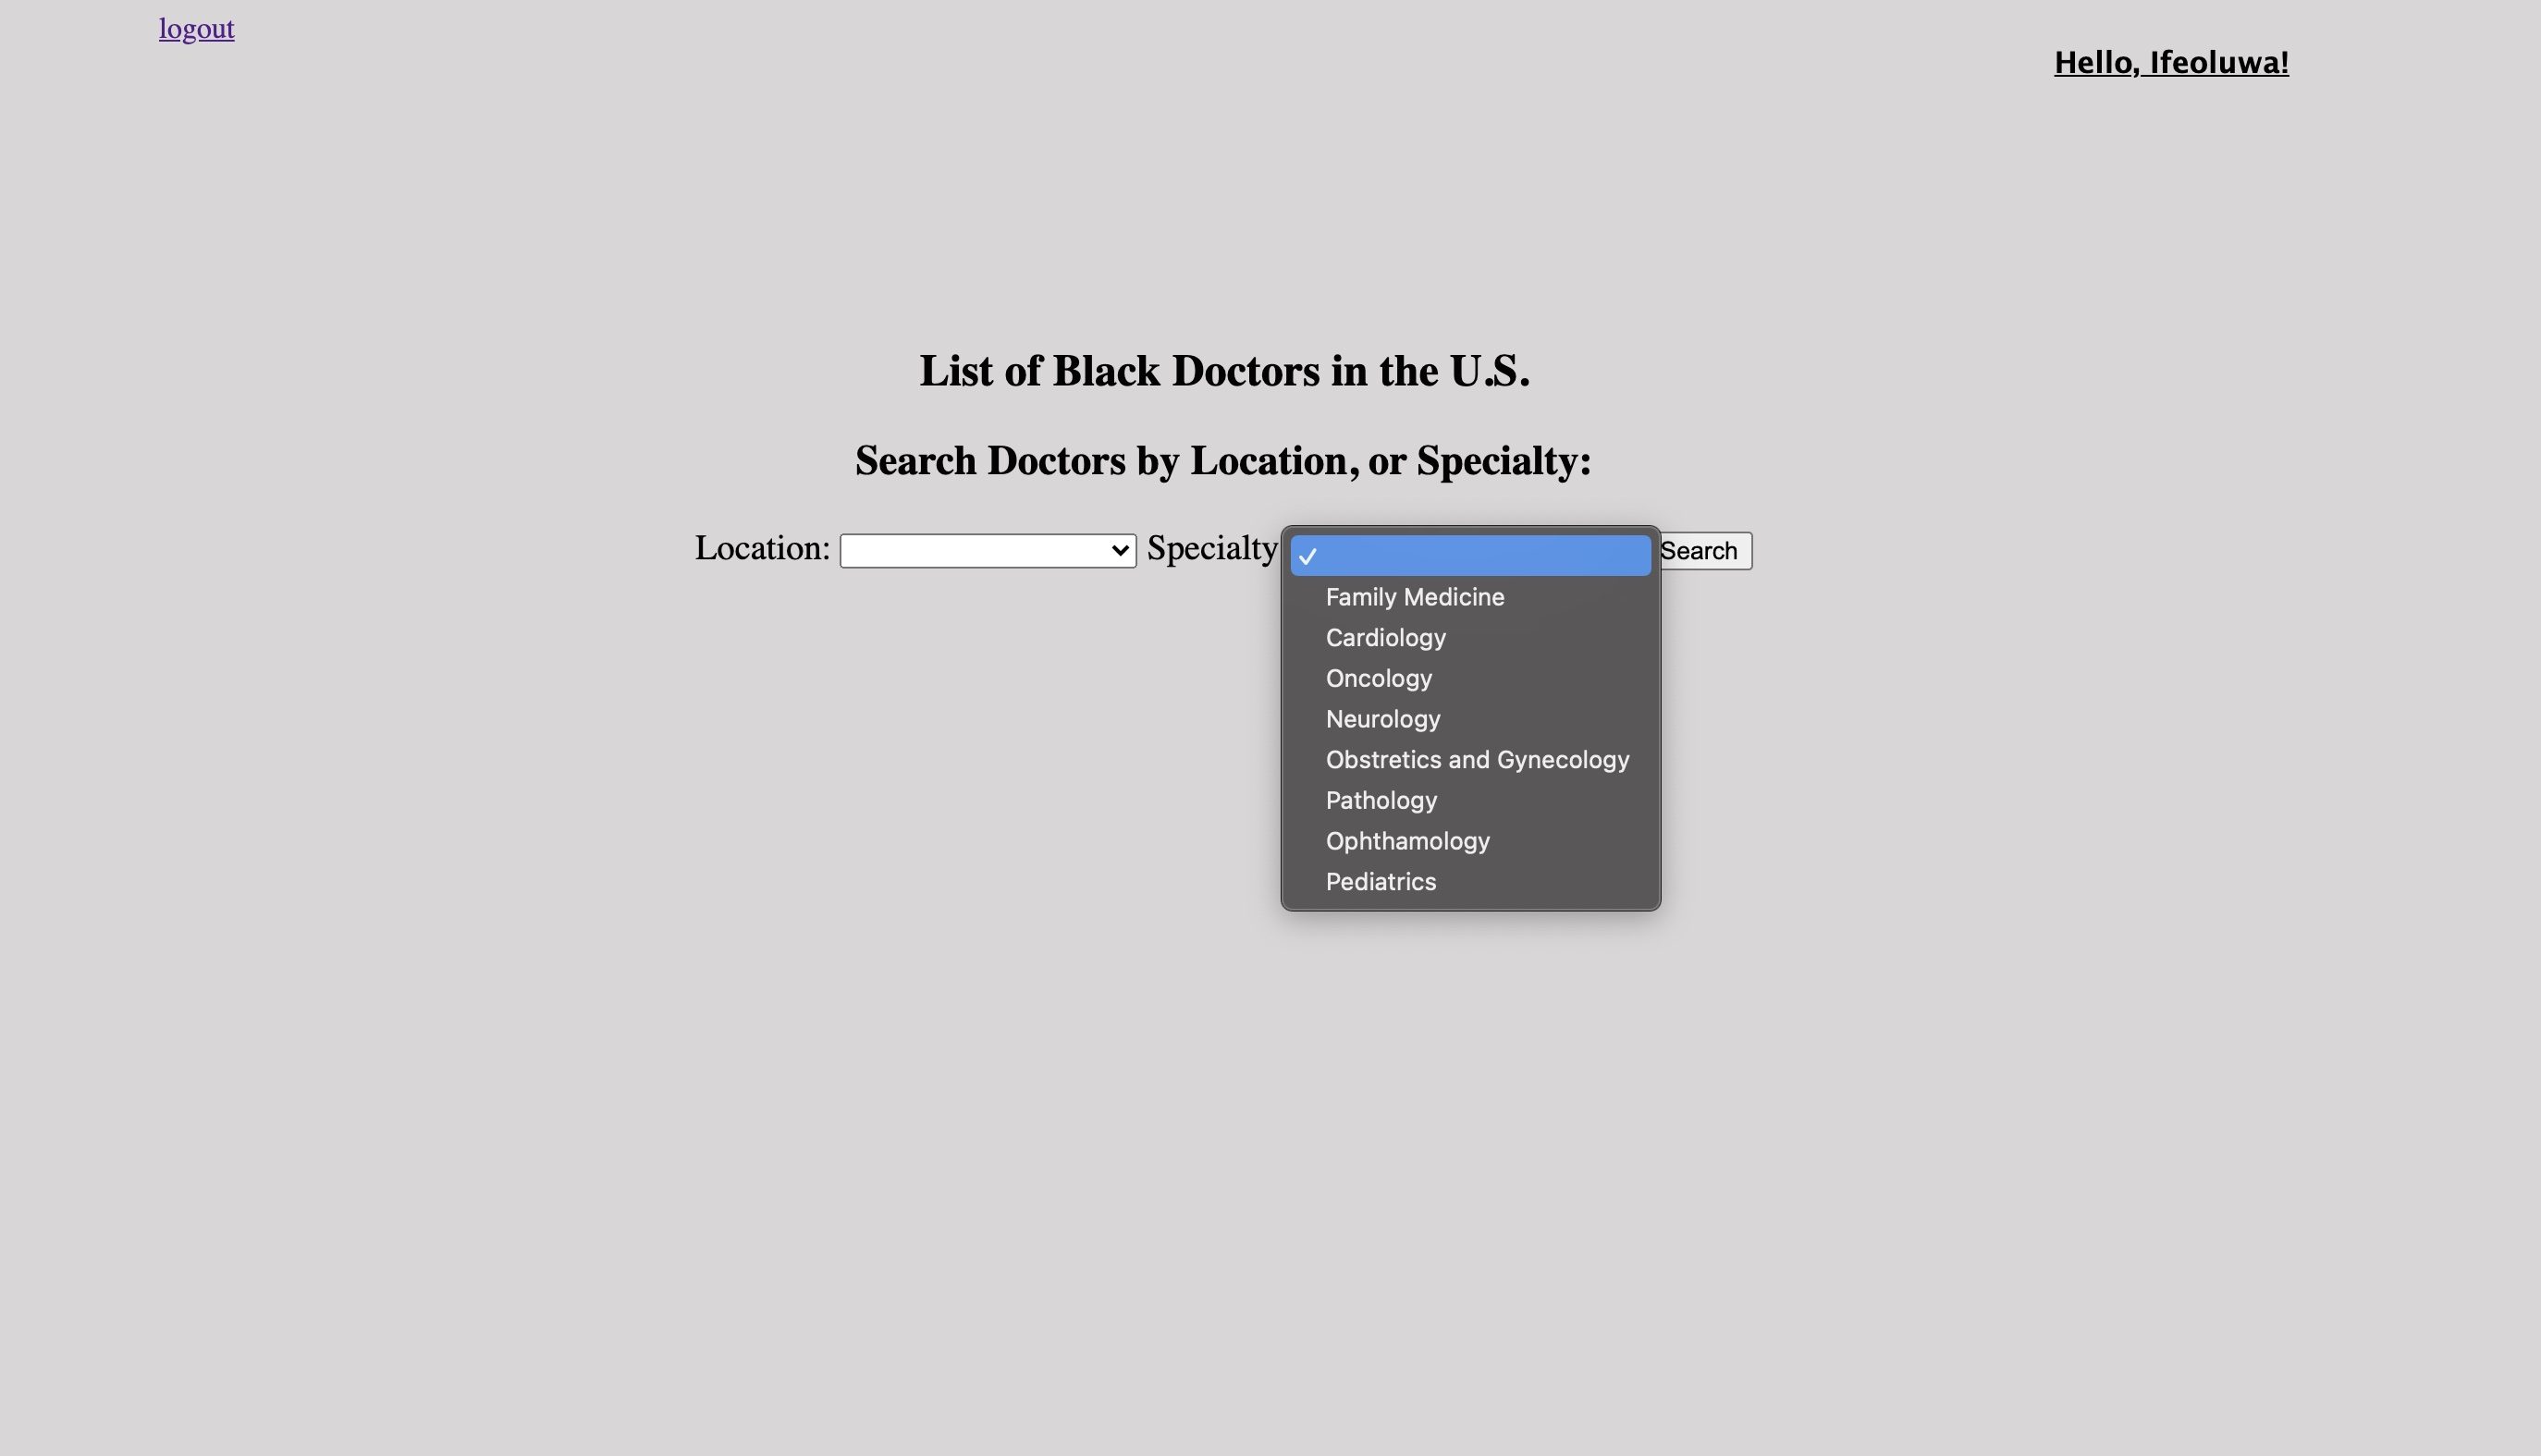 logout
Hello, Ifeoluwa!
List of Black Doctors in the U.S.
Search Doctors by Location, or Specialty:
Location: Specialty Search
Family Medicine
Cardiology
Oncology
Neurology
Obstretics and Gynecology
Pathology
Ophthamology
Pediatrics